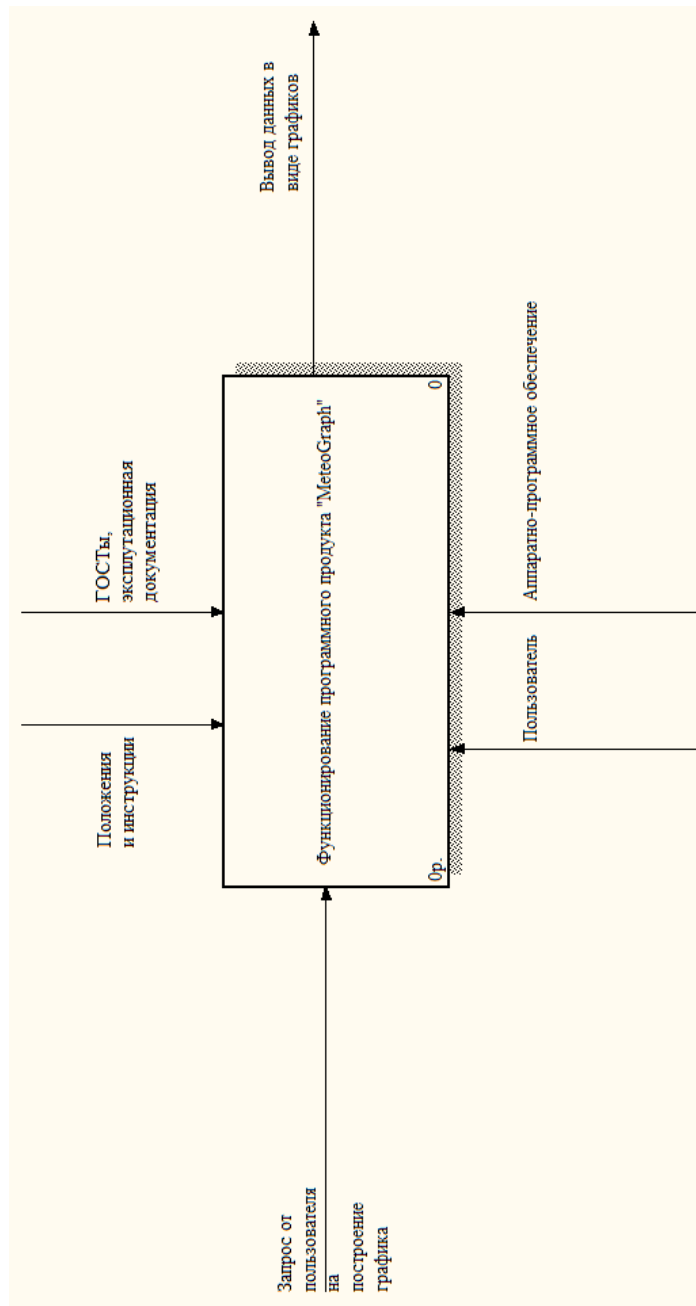 Положения
и инструкции
ГОСТы,
эксплутационная
документация
Запрос от
пользователя
на
построение
графика
Функционирование программного продукта "MeteoGraph"
0р.
0
Вывод данных в
виде графиков
Пользователь
Аппаратно-программное обеспечение